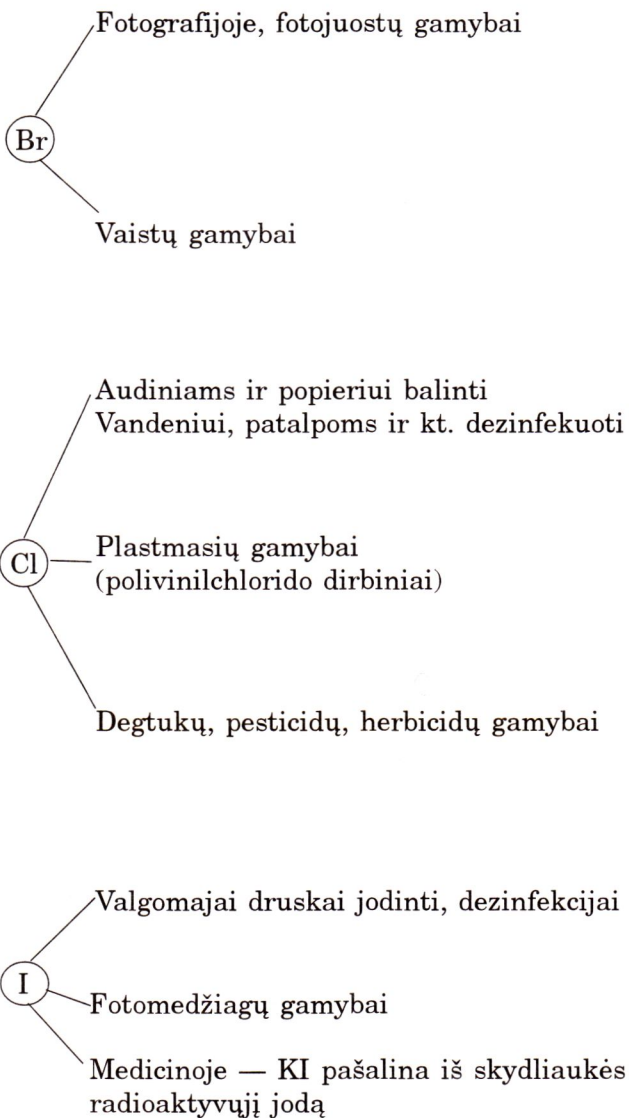 Fotografijoje, fotojuostų gamybai
Br
Vaistų gamybai
Audiniams ir popieriui balinti
Vandeniui, patalpoms ir kt. dezinfekuoti
Cl
Plastmasių gamybai
(polivinilchlorido dirbiniai)
Degtukų, pesticidų, herbicidų gamybai
Valgomajai druskai jodinti, dezinfekcijai
I
Fotomedžiagų gamybai
Medicinoje — KI pašalina iš skydliaukės
radioaktyvųjį jodą